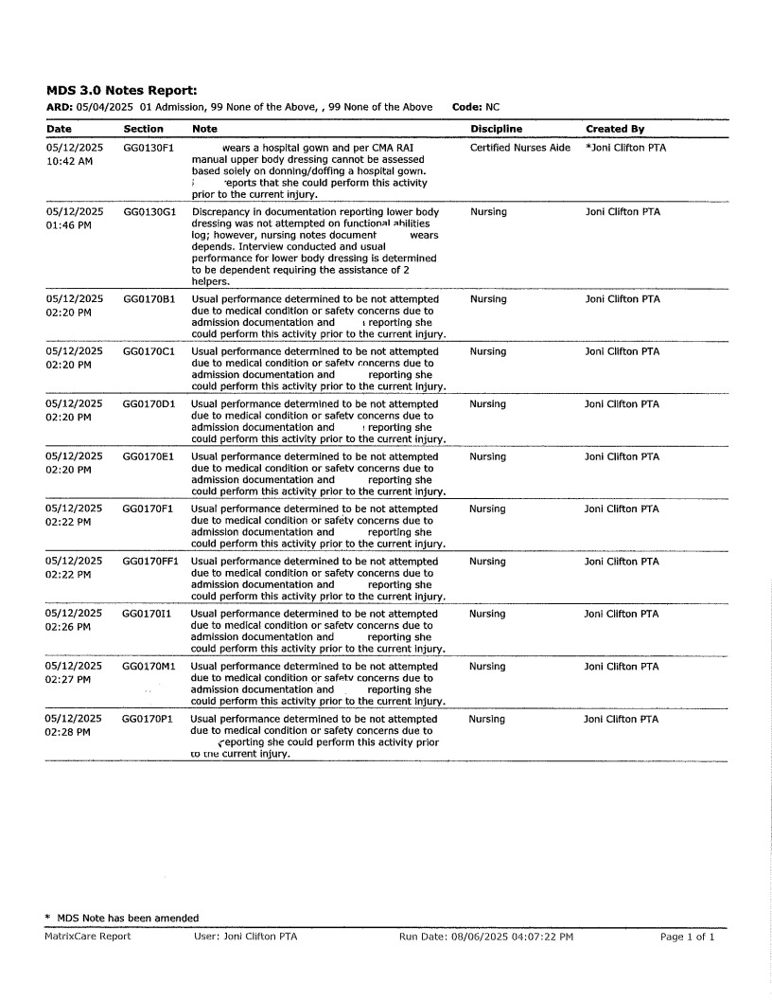 MDS 3.0 Notes Report:
ARD: 05/04/2025 01 Admission, 99 None of the Above, , 99 None of the Above Code: NC
Date Section Note Discipline Created By
05/12/2025 GG0130F1 wears a hospital gown and per CMA RAI Certified Nurses Aide *Joni Clifton PTA
10:42 AM manual upper body dressing cannot be assessed
based solely on donning/doffing a hospital gown.
eports that she could perform this activity
prior to the current injury.
05/12/2025 GG0130G1 Discrepancy in documentation reporting lower body Nursing Joni Clifton PTA
01:46 PM dressing was not attempted on functional abilities
log; however, nursing notes document wears
depends. Interview conducted and usual
performance for lower body dressing is determined
to be dependent requiring the assistance of 2
helpers.
05/12/2025 GG0170B1 Usual performance determined to be not attempted Nursing Joni Clifton PTA
02:20 PM due to medical condition or safety concerns due to
admission documentation and reporting she
could perform this activity prior to the current injury.
05/12/2025 GG0170C1 Usual performance determined to be not attempted Nursing Joni Clifton PTA
02:20 PM due to medical condition or safety concerns due to
admission documentation and reporting she
could perform this activity prior to the current injury.
05/12/2025 GG0170D1 Usual performance determined to be not attempted Nursing Joni Clifton PTA
02:20 PM due to medical condition or safety concerns due to
admission documentation and reporting she
could perform this activity prior to the current injury.
05/12/2025 GG0170E1 Usual performance determined to be not attempted Nursing Joni Clifton PTA
02:20 PM due to medical condition or safety concerns due to
admission documentation and reporting she
could perform this activity prior to the current injury.
05/12/2025 GG0170F1 Usual performance determined to be not attempted Nursing Joni Clifton PTA
02:22 PM due to medical condition or safety concerns due to
admission documentation and reporting she
could perform this activity prior to the current injury.
05/12/2025 GG0170FF1 Usual performance determined to be not attempted Nursing Joni Clifton PTA
02:22 PM due to medical condition or safety concerns due to
admission documentation and reporting she
could perform this activity prior to the current injury.
05/12/2025 GG0170I1 Usual performance determined to be not attempted Nursing Joni Clifton PTA
02:26 PM due to medical condition or safety concerns due to
admission documentation and reporting she
could perform this activity prior to the current injury.
05/12/2025 GG0170M1 Usual performance determined to be not attempted Nursing Joni Clifton PTA
02:27 PM due to medical condition or safety concerns due to
admission documentation and reporting she
could perform this activity prior to the current injury.
05/12/2025 GG0170P1 Usual performance determined to be not attempted Nursing Joni Clifton PTA
02:28 PM due to medical condition or safety concerns due to
reporting she could perform this activity prior
to the current injury.
* MDS Note has been amended
MatrixCare Report User: Joni Clifton PTA Run Date: 08/06/2025 04:07:22 PM Page 1 of 1